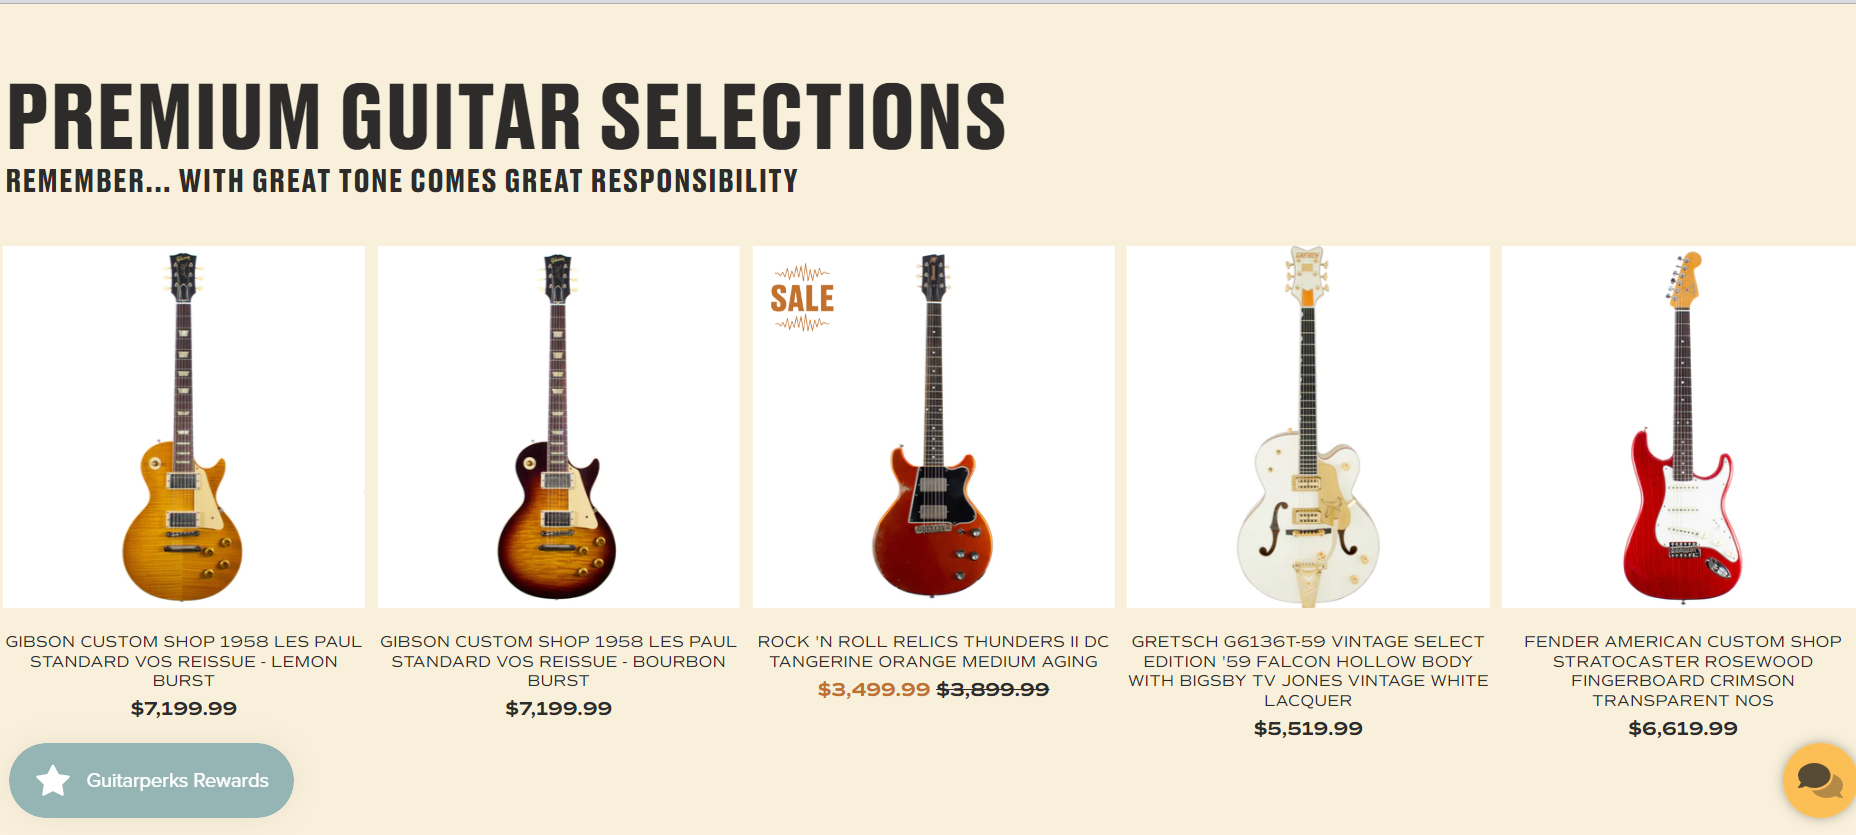 PREMIUM GUITAR SELECTIONS
REMEMBER... WITH GREAT TONE COMES GREAT RESPONSIBILITY
SALE
GIBSON CUSTOM SHOP 1958 LES PAUL
STANDARD VOS REISSUE - LEMON
BURST
$7,199.99
GIBSON CUSTOM SHOP 1958 LES PAUL
STANDARD VOS REISSUE - BOURBON
BURST
$7,199.99
ROCK 'N ROLL RELICS THUNDERS II DC
TANGERINE ORANGE MEDIUM AGING
$3,499.99 $3,899.99
GRETSCH G6136T-59 VINTAGE SELECT
EDITION '59 FALCON HOLLOW BODY
WITH BIGSBY TV JONES VINTAGE WHITE
LACQUER
$5,519.99
FENDER AMERICAN CUSTOM SHOP
STRATOCASTER ROSEWOOD
FINGERBOARD CRIMSON
TRANSPARENT NOS
$6,619.99
Guitarperks Rewards